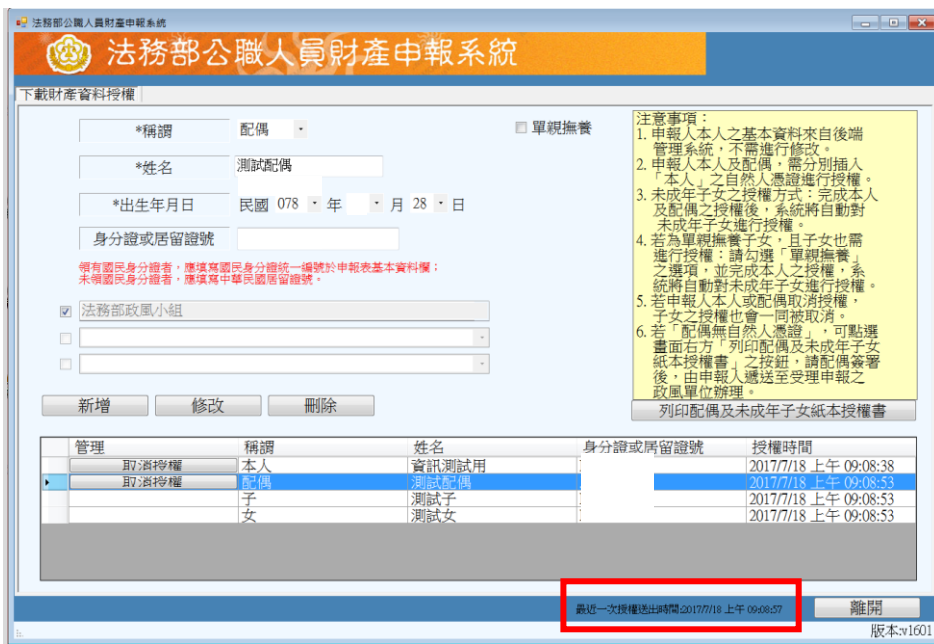 法務部公職人員財產申報系統
法務部公職人員財產申報系統
下載財產資料授權
*稱謂 配偶 單親撫養
*姓名 測試配偶
*出生年月日 民國 078 年 月 28 日
身分證或居留證號
領有國民身分證者，應填寫國民身分證統一編號於申報表基本資料欄；
未領國民身分證者，應填寫中華民國居留證號。
法務部政風小組
新增 修改 刪除
注意事項：
1. 申報人本人之基本資料來自後端
管理系統，不需進行修改。
2. 申報人本人及配偶，需分別插入
「本人」之自然人憑證進行授權。
3. 未成年子女之授權方式：完成本人
及配偶之授權後，系統將自動對
未成年子女進行授權。
4. 若為單親撫養子女，且子女也需
進行授權：請勾選「單親撫養」
之選項，並完成本人之授權，系
統將自動對未成年子女進行授權。
5. 若申報人本人或配偶取消授權，
子女之授權也會一同被取消。
6. 若「配偶無自然人憑證」，可點選
畫面右方「列印配偶及未成年子女
紙本授權書」之按鈕，請配偶簽署
後，由申報人遞送至受理申報之
政風單位辦理。
列印配偶及未成年子女紙本授權書
管理 稱謂 姓名 身分證或居留證號 授權時間
取消授權 本人 資訊測試用 2017/7/18 上午 09:08:38
取消授權 配偶 測試配偶 2017/7/18 上午 09:08:53
子 測試子 2017/7/18 上午 09:08:53
女 測試女 2017/7/18 上午 09:08:53
最近一次授權送出時間:2017/7/18 上午 09:08:57
離開
版本:v1601